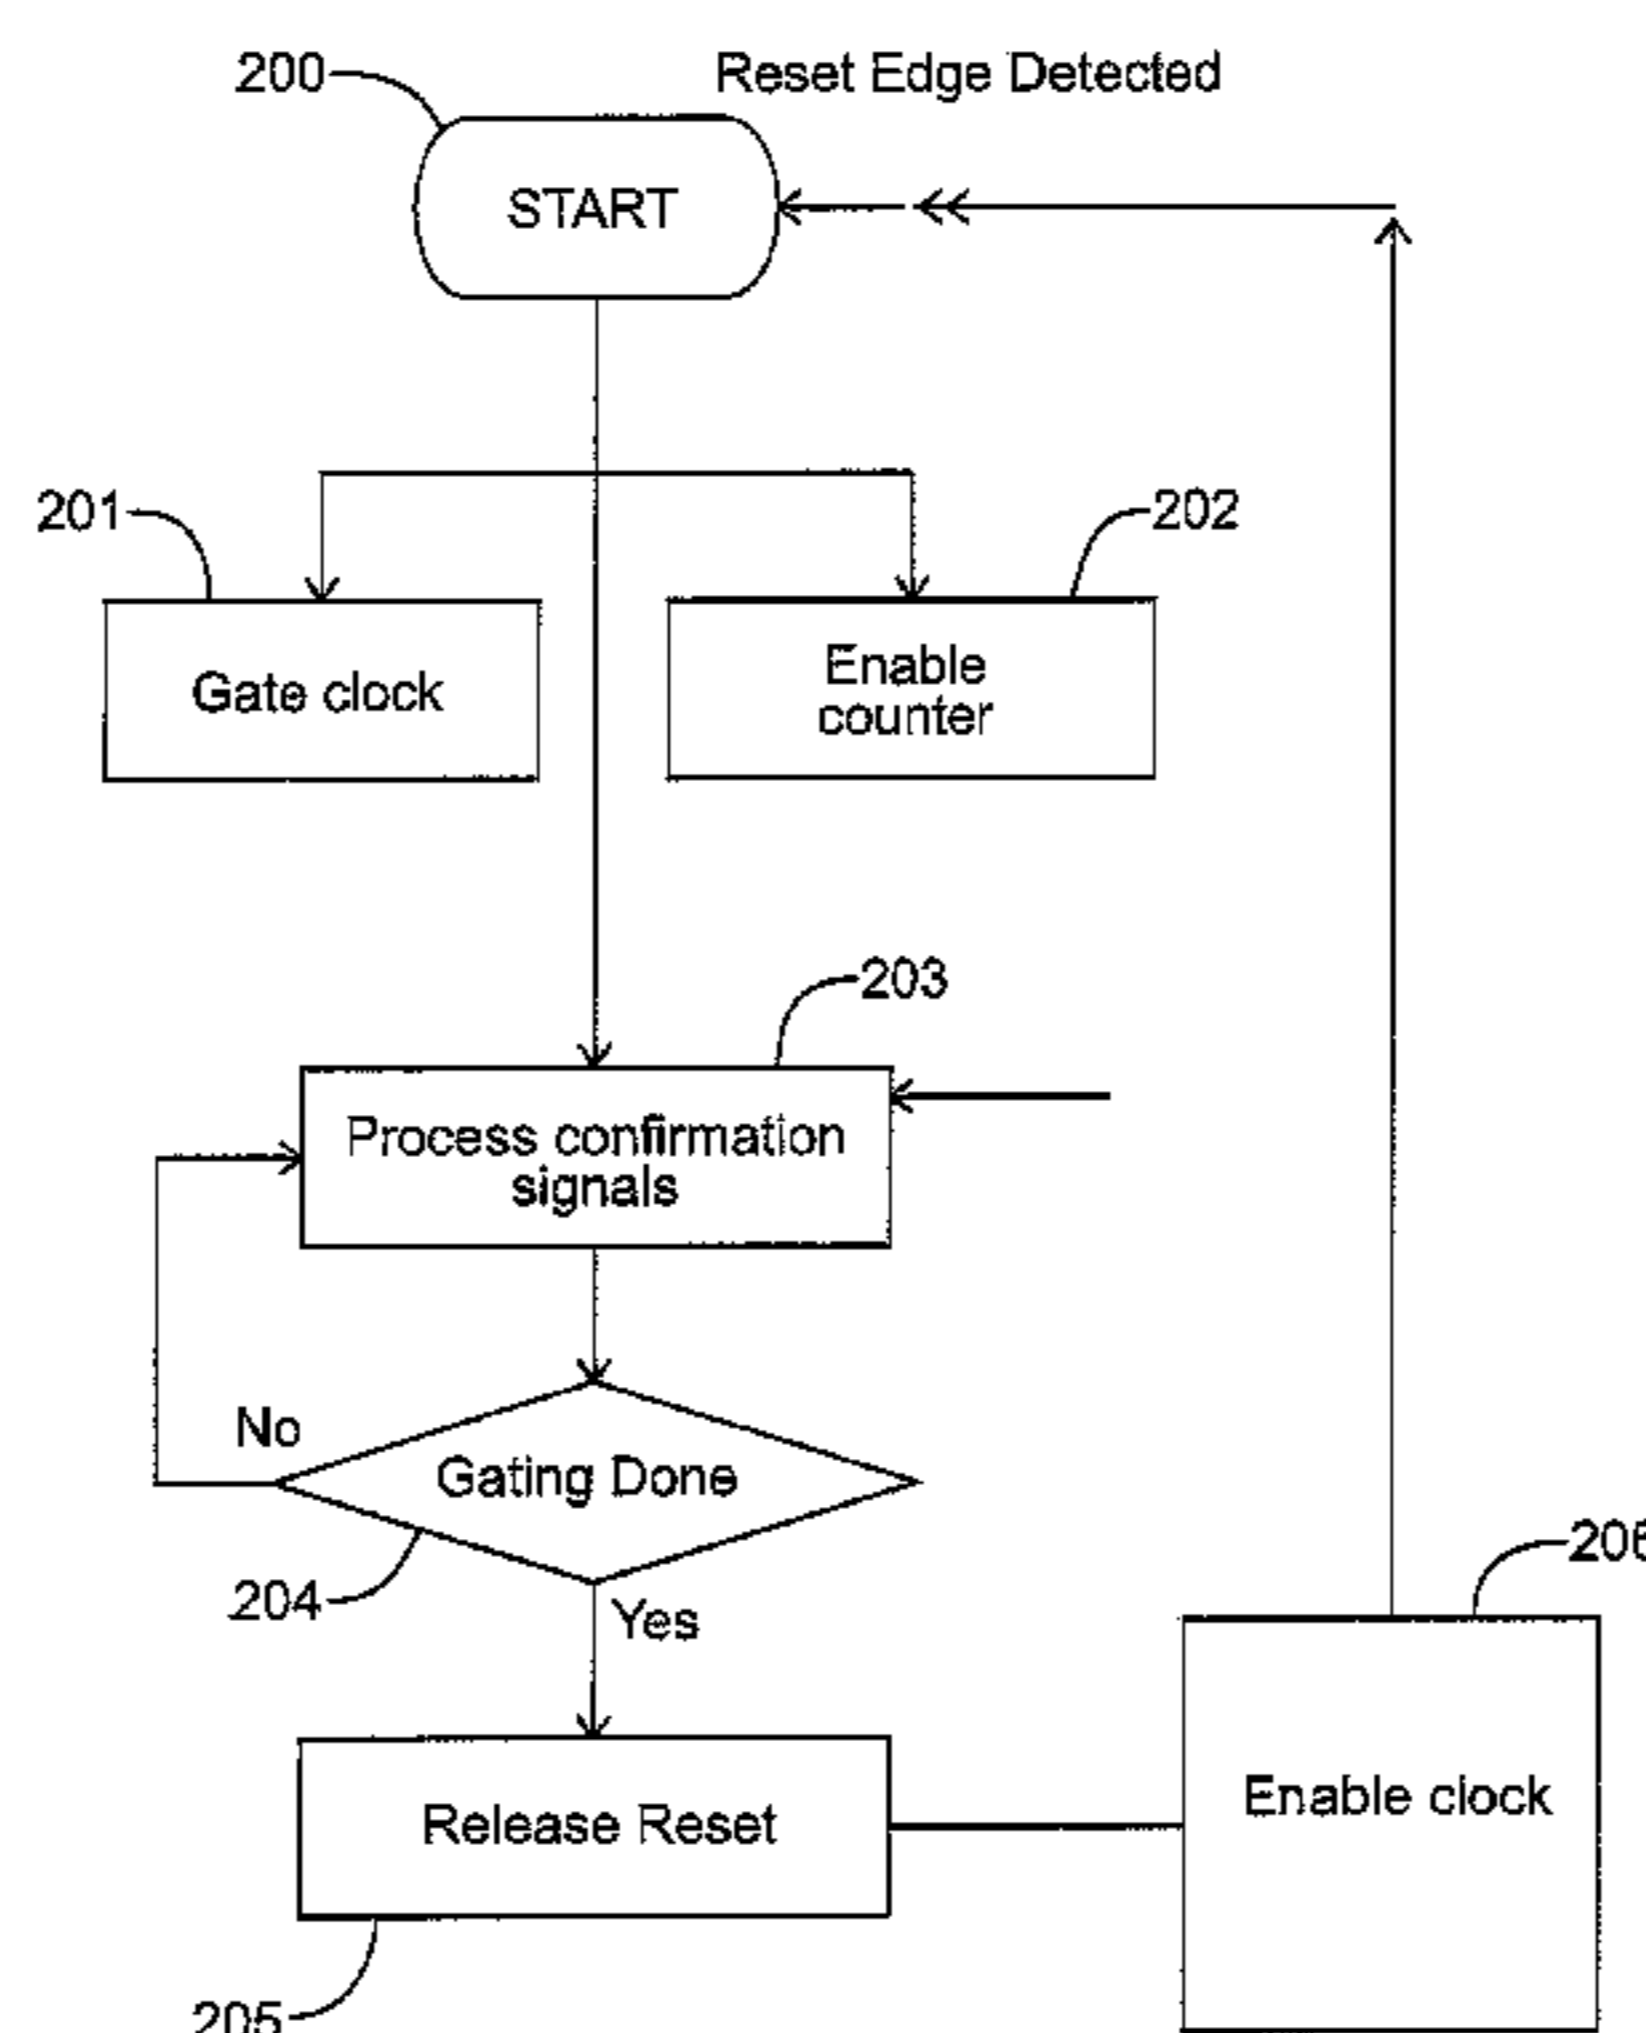 200
Reset Edge Detected
START
201
202
Gate clock
Enable
counter
203
Process confirmation
signals
No
Gating Done
204
Yes
206
Enable clock
Release Reset
205